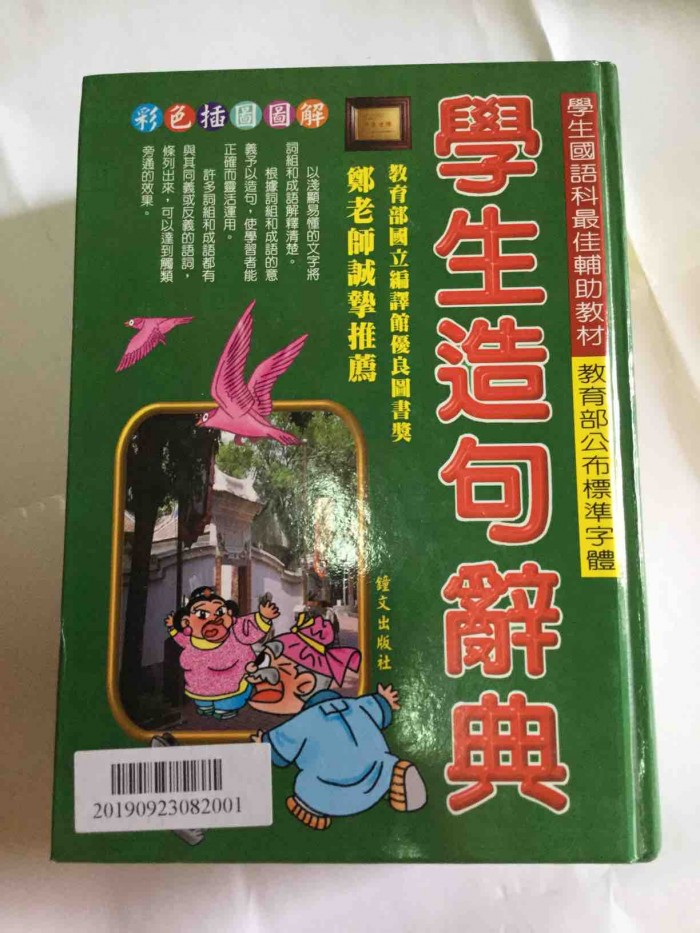 學生國語科最佳輔助教材
教育部公布標準字體
學生造句辭典
教育部國立編譯館優良圖書獎
鄭老師誠摯推薦
彩色插圖圖解
以淺顯易懂的文字將
詞組和成語解釋清楚。
根據詞組和成語的意
義予以造句，使學習者能
正確而靈活運用。
許多詞組和成語都有
與其同義或反義的語詞，
條列出來，可以達到觸類
旁通的效果。
鐘文出版社
20190923082001